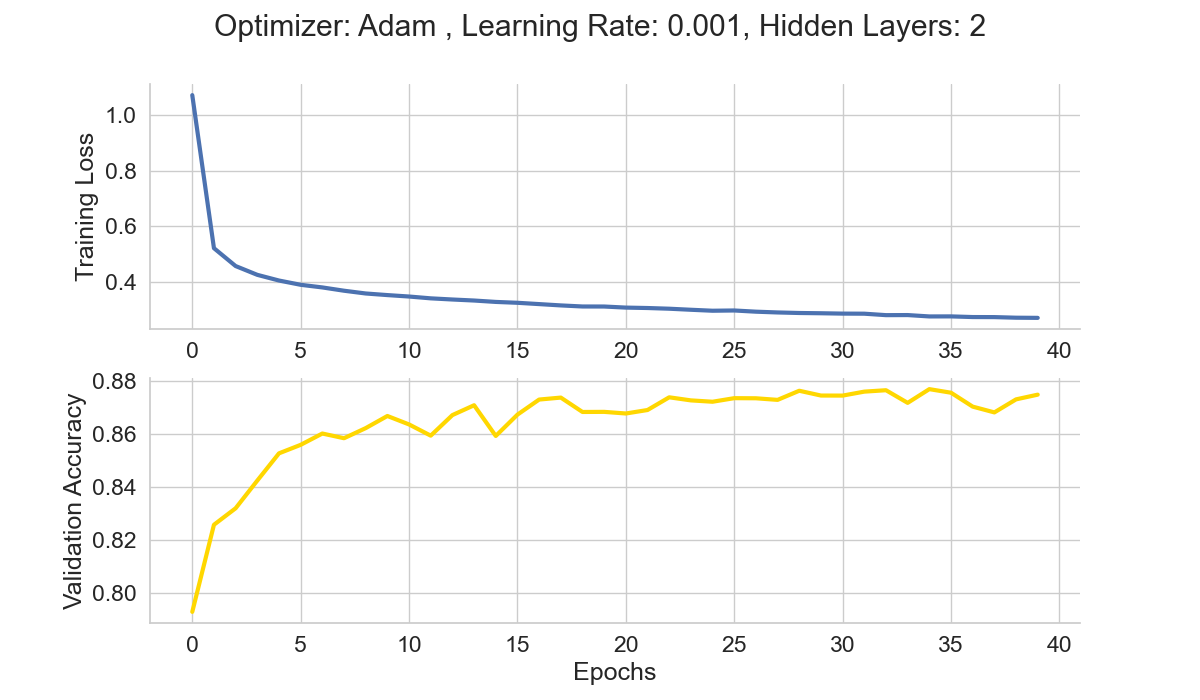 Optimizer: Adam , Learning Rate: 0.001, Hidden Layers: 2
Training Loss
1.0
0.8
0.6
0.4
0 5 10 15 20 25 30 35 40
Validation Accuracy
0.88
0.86
0.84
0.82
0.80
0 5 10 15 20 25 30 35 40
Epochs